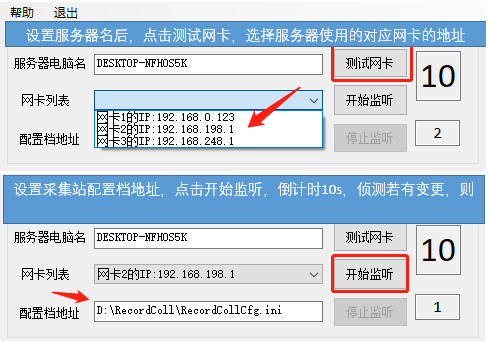 帮助 退出
设置服务器名后，点击测试网卡，选择服务器使用的对应网卡的地址
服务器电脑名 DESKTOP-NFHOS5K 测试网卡 10
网卡列表 开始监听
网卡1的IP:192.168.0.123
网卡2的IP:192.168.198.1
配置档地址 网卡3的IP:192.168.248.1 停止监听 2
设置采集站配置档地址，点击开始监听，倒计时10s，侦测若有变更，则
服务器电脑名 DESKTOP-NFHOS5K 测试网卡 10
网卡列表 网卡2的IP:192.168.198.1 开始监听
配置档地址 D:\RecordColl\RecordCollCfg.ini 停止监听 1